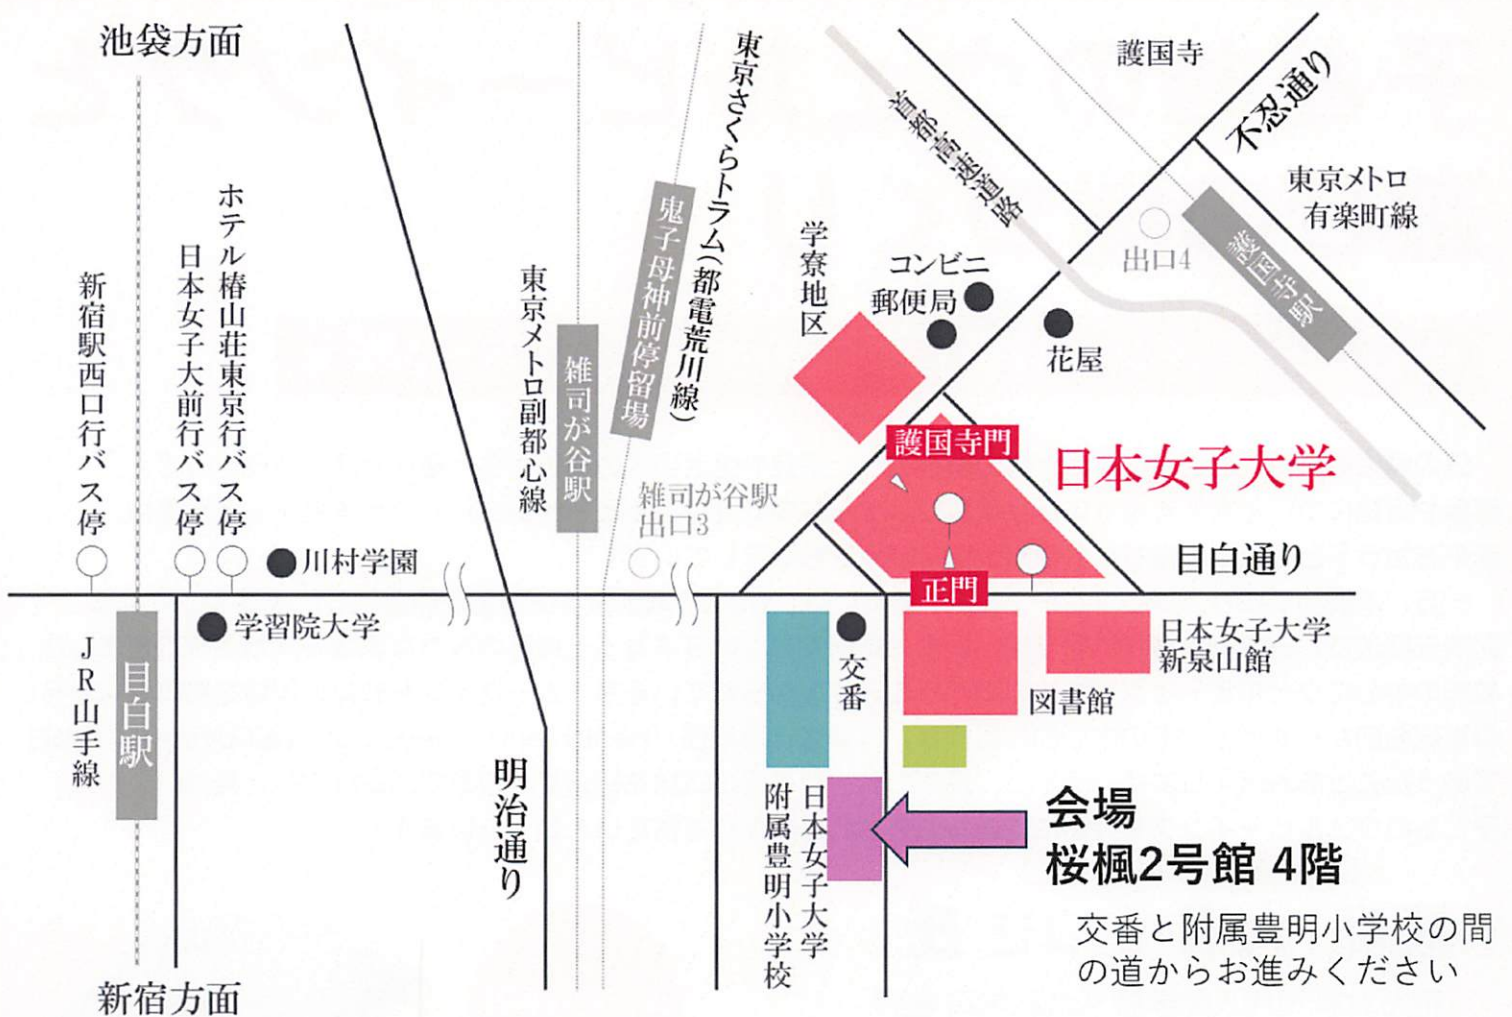 池袋方面
新宿駅西口行バス停
日本女子大前行バス停
ホテル椿山荘東京行バス停
川村学園
学習院大学
JR山手線
目白駅
新宿方面
明治通り
東京メトロ副都心線
雑司が谷駅
鬼子母神前停留場
東京さくらトラム(都電荒川線)
雑司が谷駅
出口3
学寮地区
コンビニ
郵便局
首都高速道路
護国寺
不忍通り
東京メトロ
有楽町線
出口4
護国寺駅
花屋
護国寺門
日本女子大学
目白通り
正門
日本女子大学
新泉山館
図書館
交番
日本女子大学
附属豊明小学校
会場
桜楓2号館 4階
交番と附属豊明小学校の間
の道からお進みください